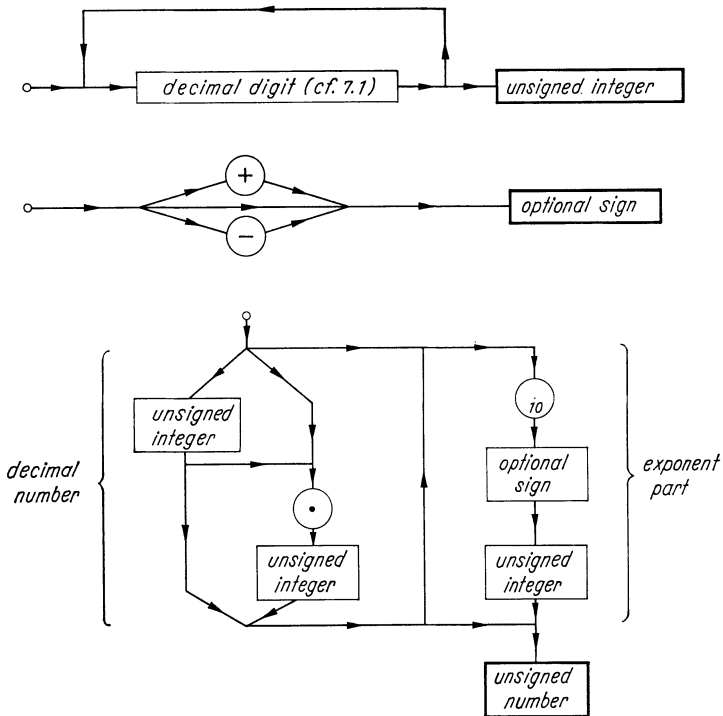 decimal digit (cf. 7.1)
unsigned integer
+
−
optional sign
decimal
number
unsigned
integer
.
unsigned
integer
10
optional
sign
unsigned
integer
exponent
part
unsigned
number